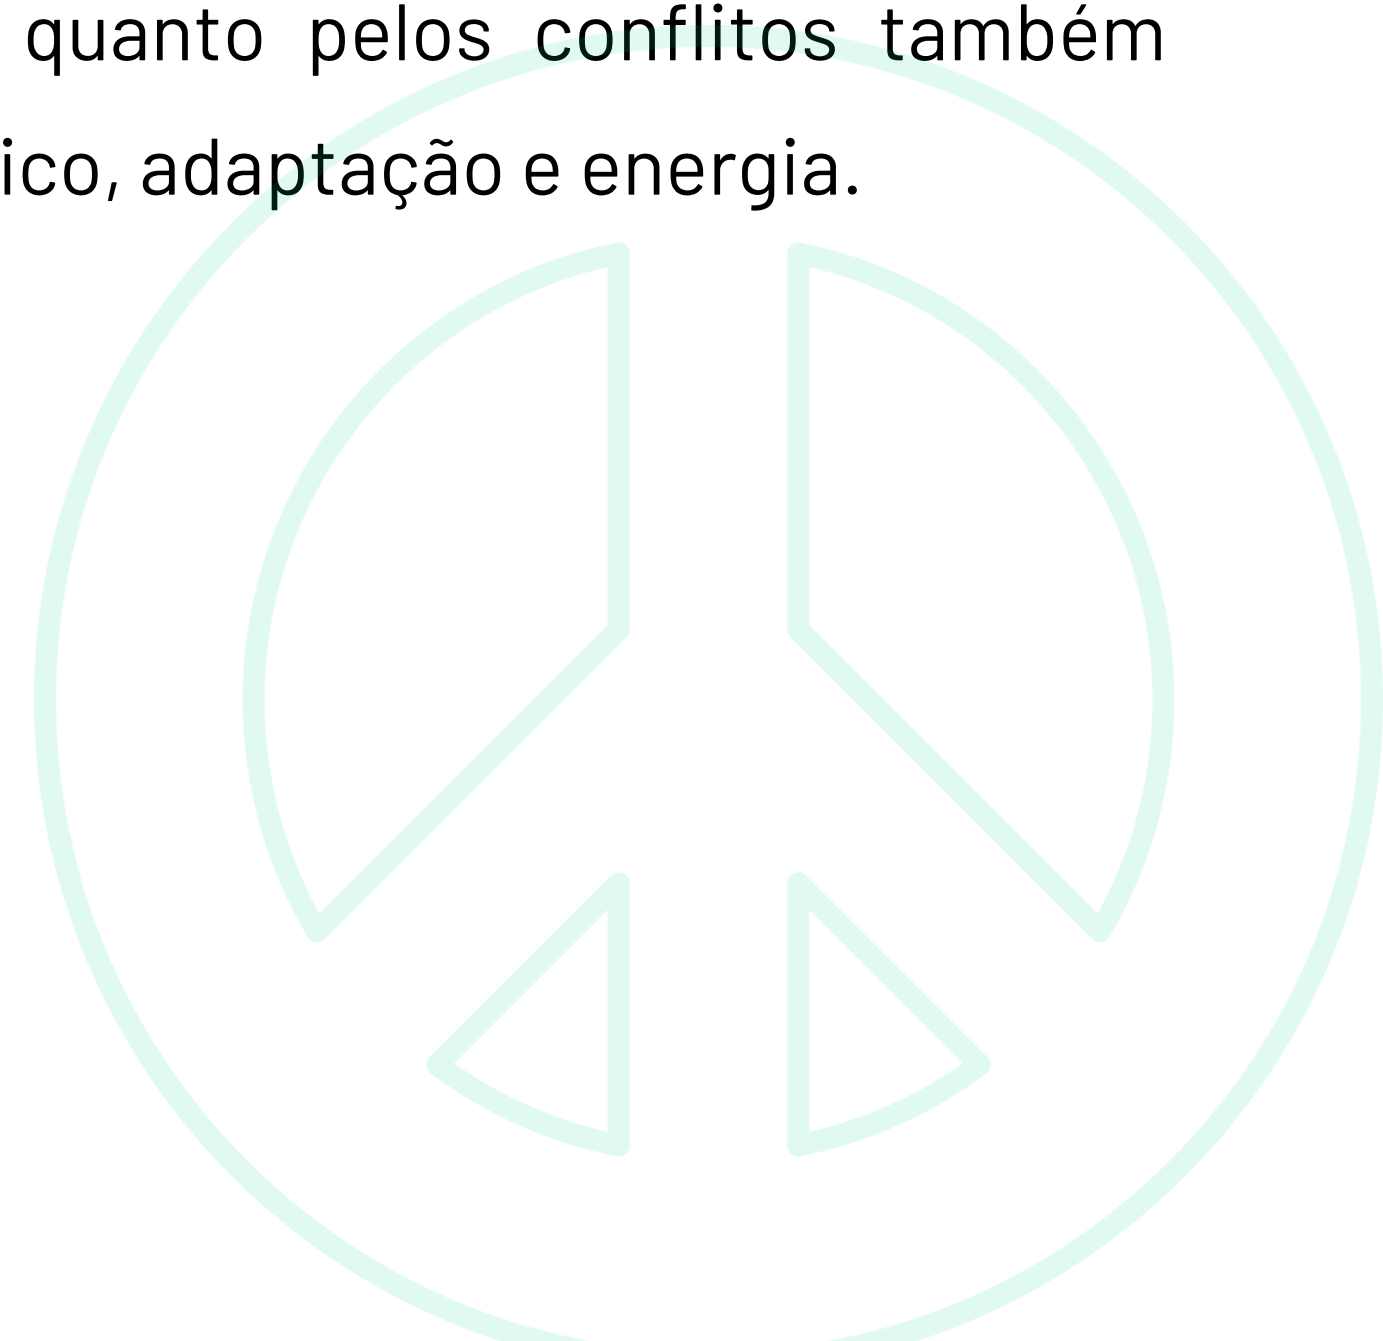 quanto pelos conflitos também
ico, adaptação e energia.